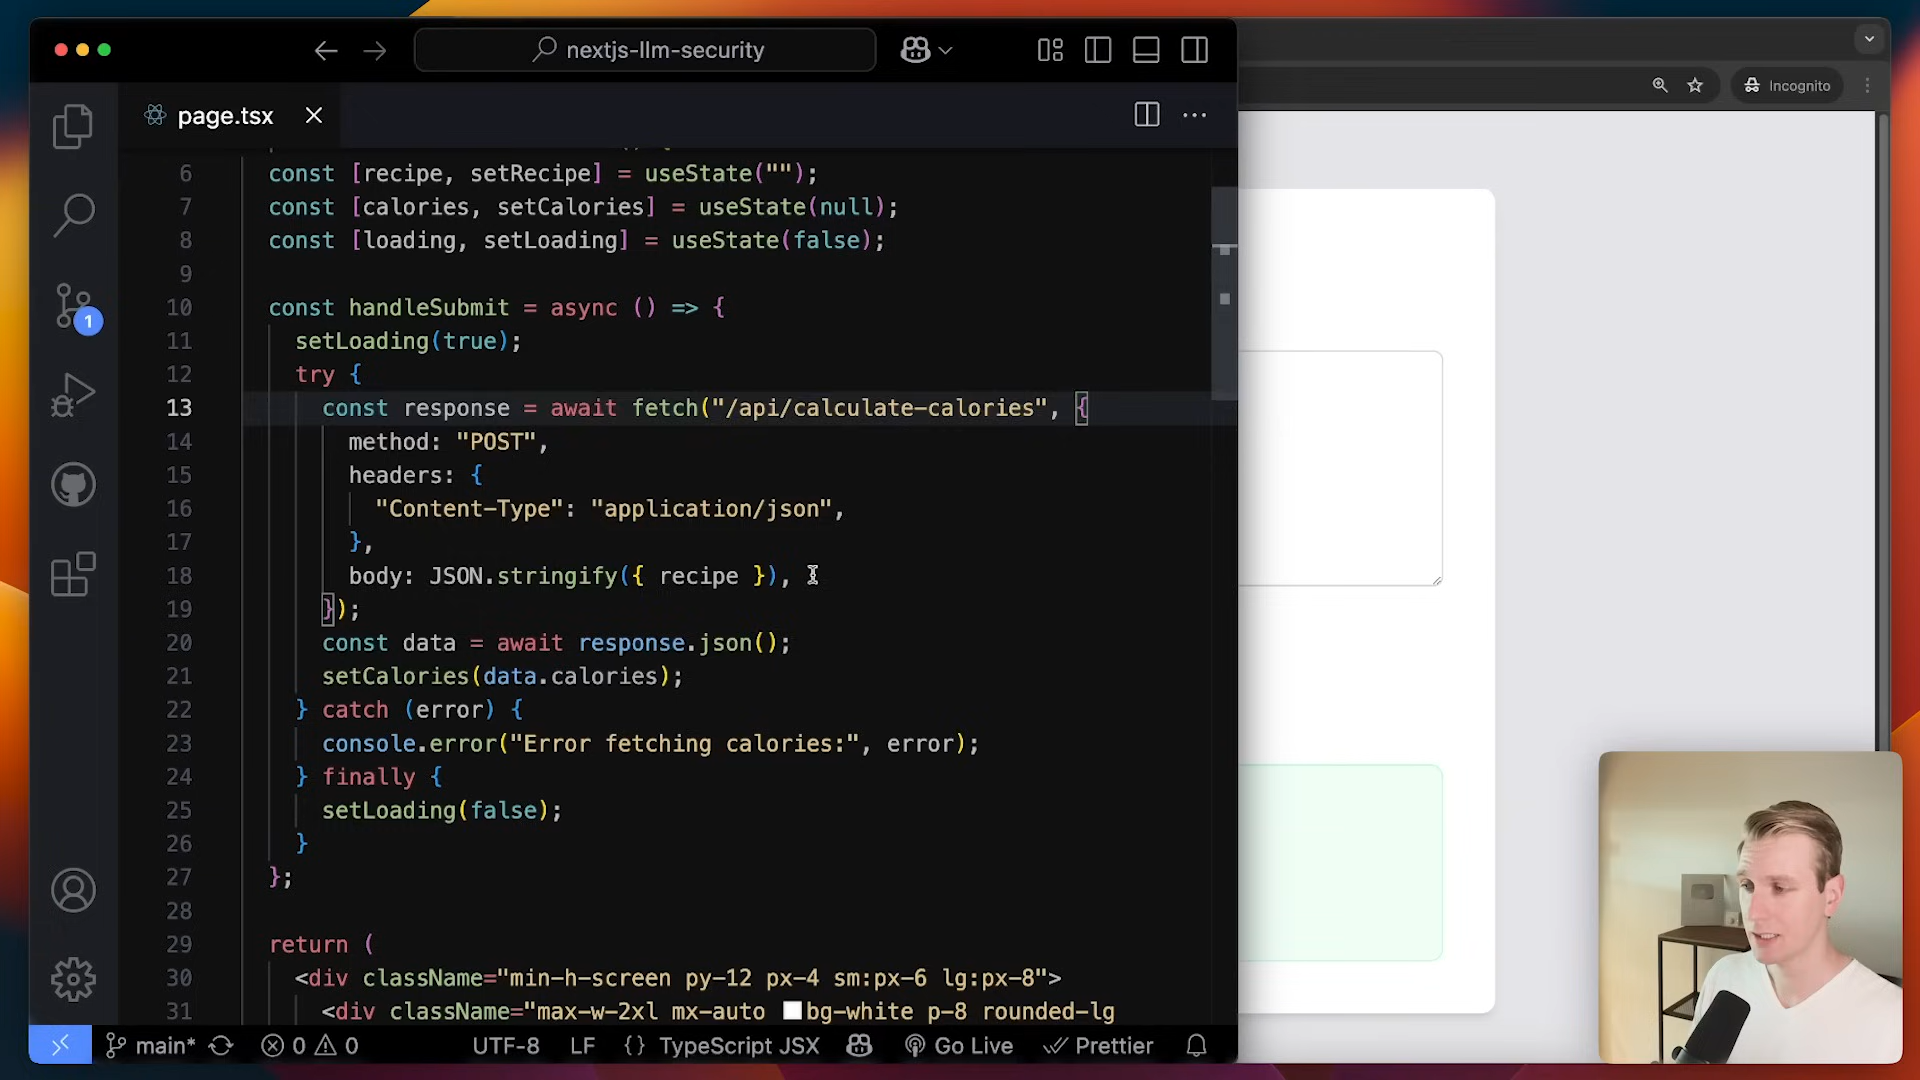 nextjs-llm-security
Incognito
page.tsx
6 const [recipe, setRecipe] = useState("");
7 const [calories, setCalories] = useState(null);
8 const [loading, setLoading] = useState(false);
9
10 const handleSubmit = async () => {
11 setLoading(true);
12 try {
13 const response = await fetch("/api/calculate-calories", {
14 method: "POST",
15 headers: {
16 "Content-Type": "application/json",
17 },
18 body: JSON.stringify({ recipe }),
19 });
20 const data = await response.json();
21 setCalories(data.calories);
22 } catch (error) {
23 console.error("Error fetching calories:", error);
24 } finally {
25 setLoading(false);
26 }
27 };
28
29 return (
30 <div className="min-h-screen py-12 px-4 sm:px-6 lg:px-8">
31 <div className="max-w-2xl mx-auto bg-white p-8 rounded-lg
1
main* 0 0 UTF-8 LF {} TypeScript JSX Go Live Prettier